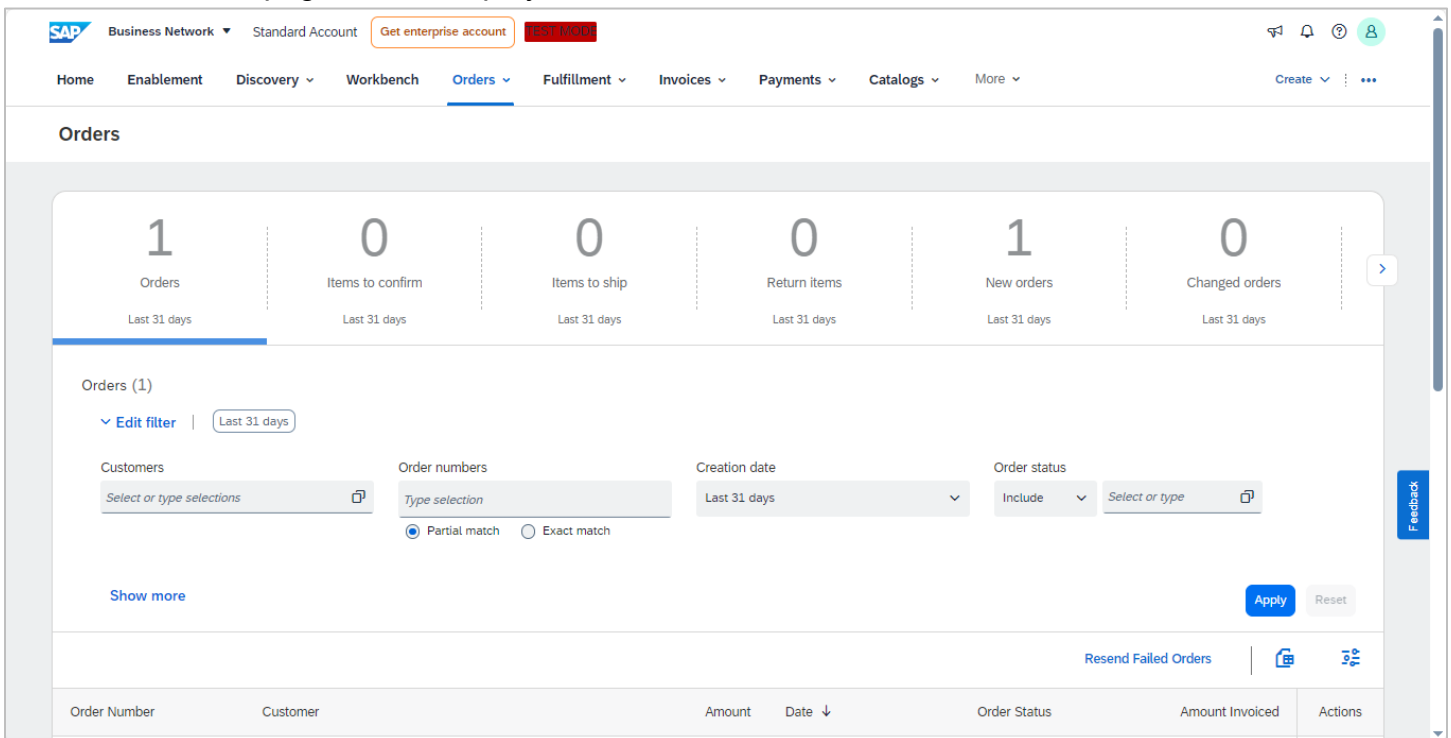 SAP Business Network Standard Account Get enterprise account TEST MODE
Home Enablement Discovery Workbench Orders Fulfillment Invoices Payments Catalogs More Create
Orders
1 0 0 0 1 0
Orders Items to confirm Items to ship Return items New orders Changed orders
Last 31 days Last 31 days Last 31 days Last 31 days Last 31 days Last 31 days
Orders (1)
Edit filter | Last 31 days
Customers Order numbers Creation date Order status
Select or type selections Type selection Last 31 days Include Select or type
Partial match Exact match
Feedback
Show more Apply Reset
Resend Failed Orders
Order Number Customer Amount Date ↓ Order Status Amount Invoiced Actions